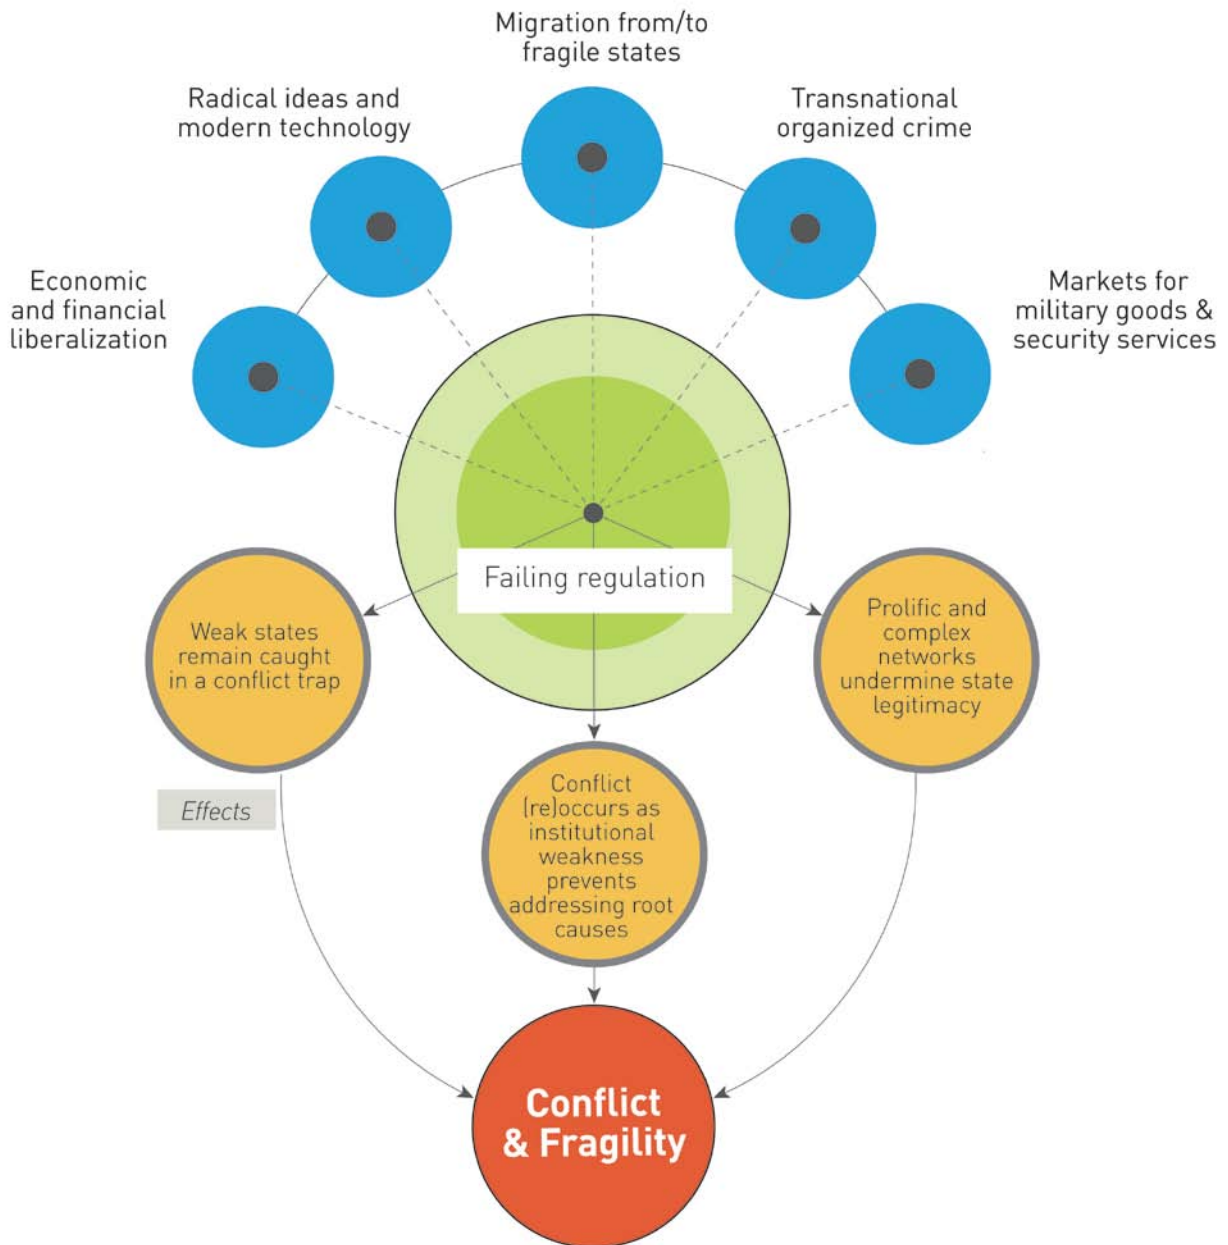 Migration from/to
fragile states
Radical ideas and
modern technology
Transnational
organized crime
Economic
and financial
liberalization
Markets for
military goods &
security services
Failing regulation
Weak states
remain caught
in a conflict trap
Prolific and
complex
networks
undermine state
legitimacy
Effects
Conflict
(re)occurs as
institutional
weakness
prevents
addressing root
causes
Conflict
& Fragility